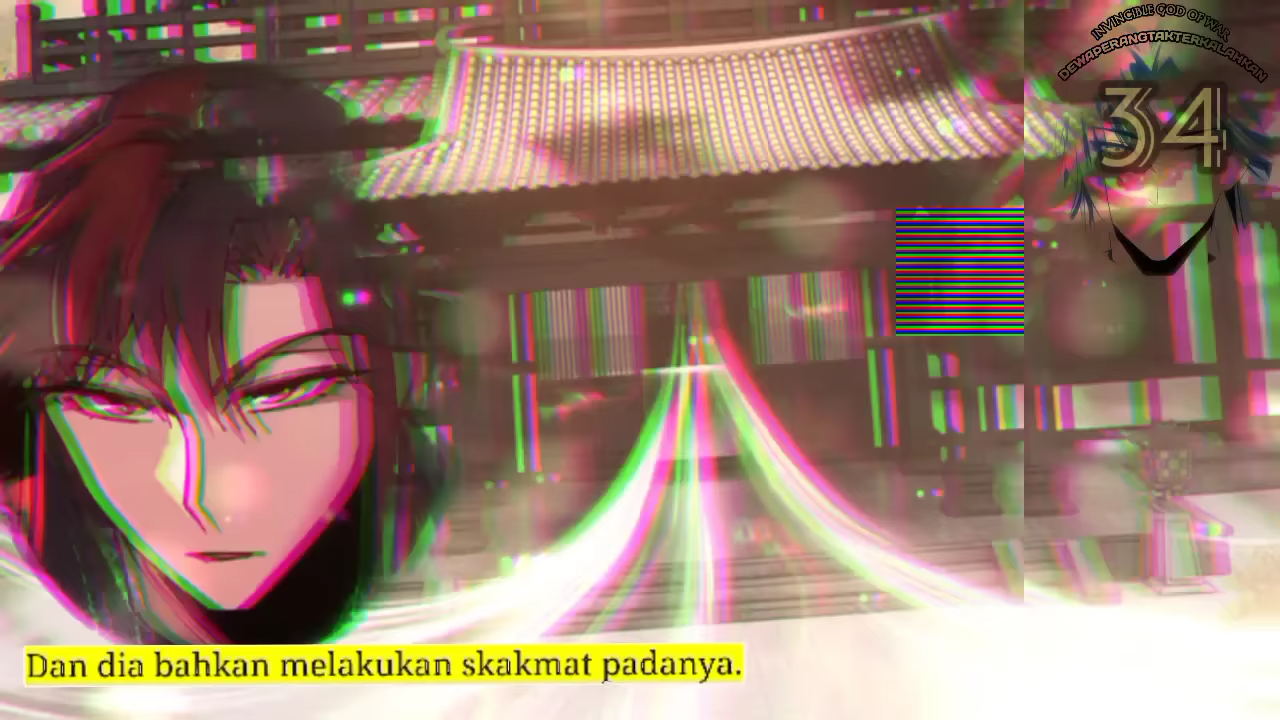 INVINCIBLE GOD OF WAR
DEWAPERANGTAKTERKALAHKAN
34
Dan dia bahkan melakukan skakmat padanya.